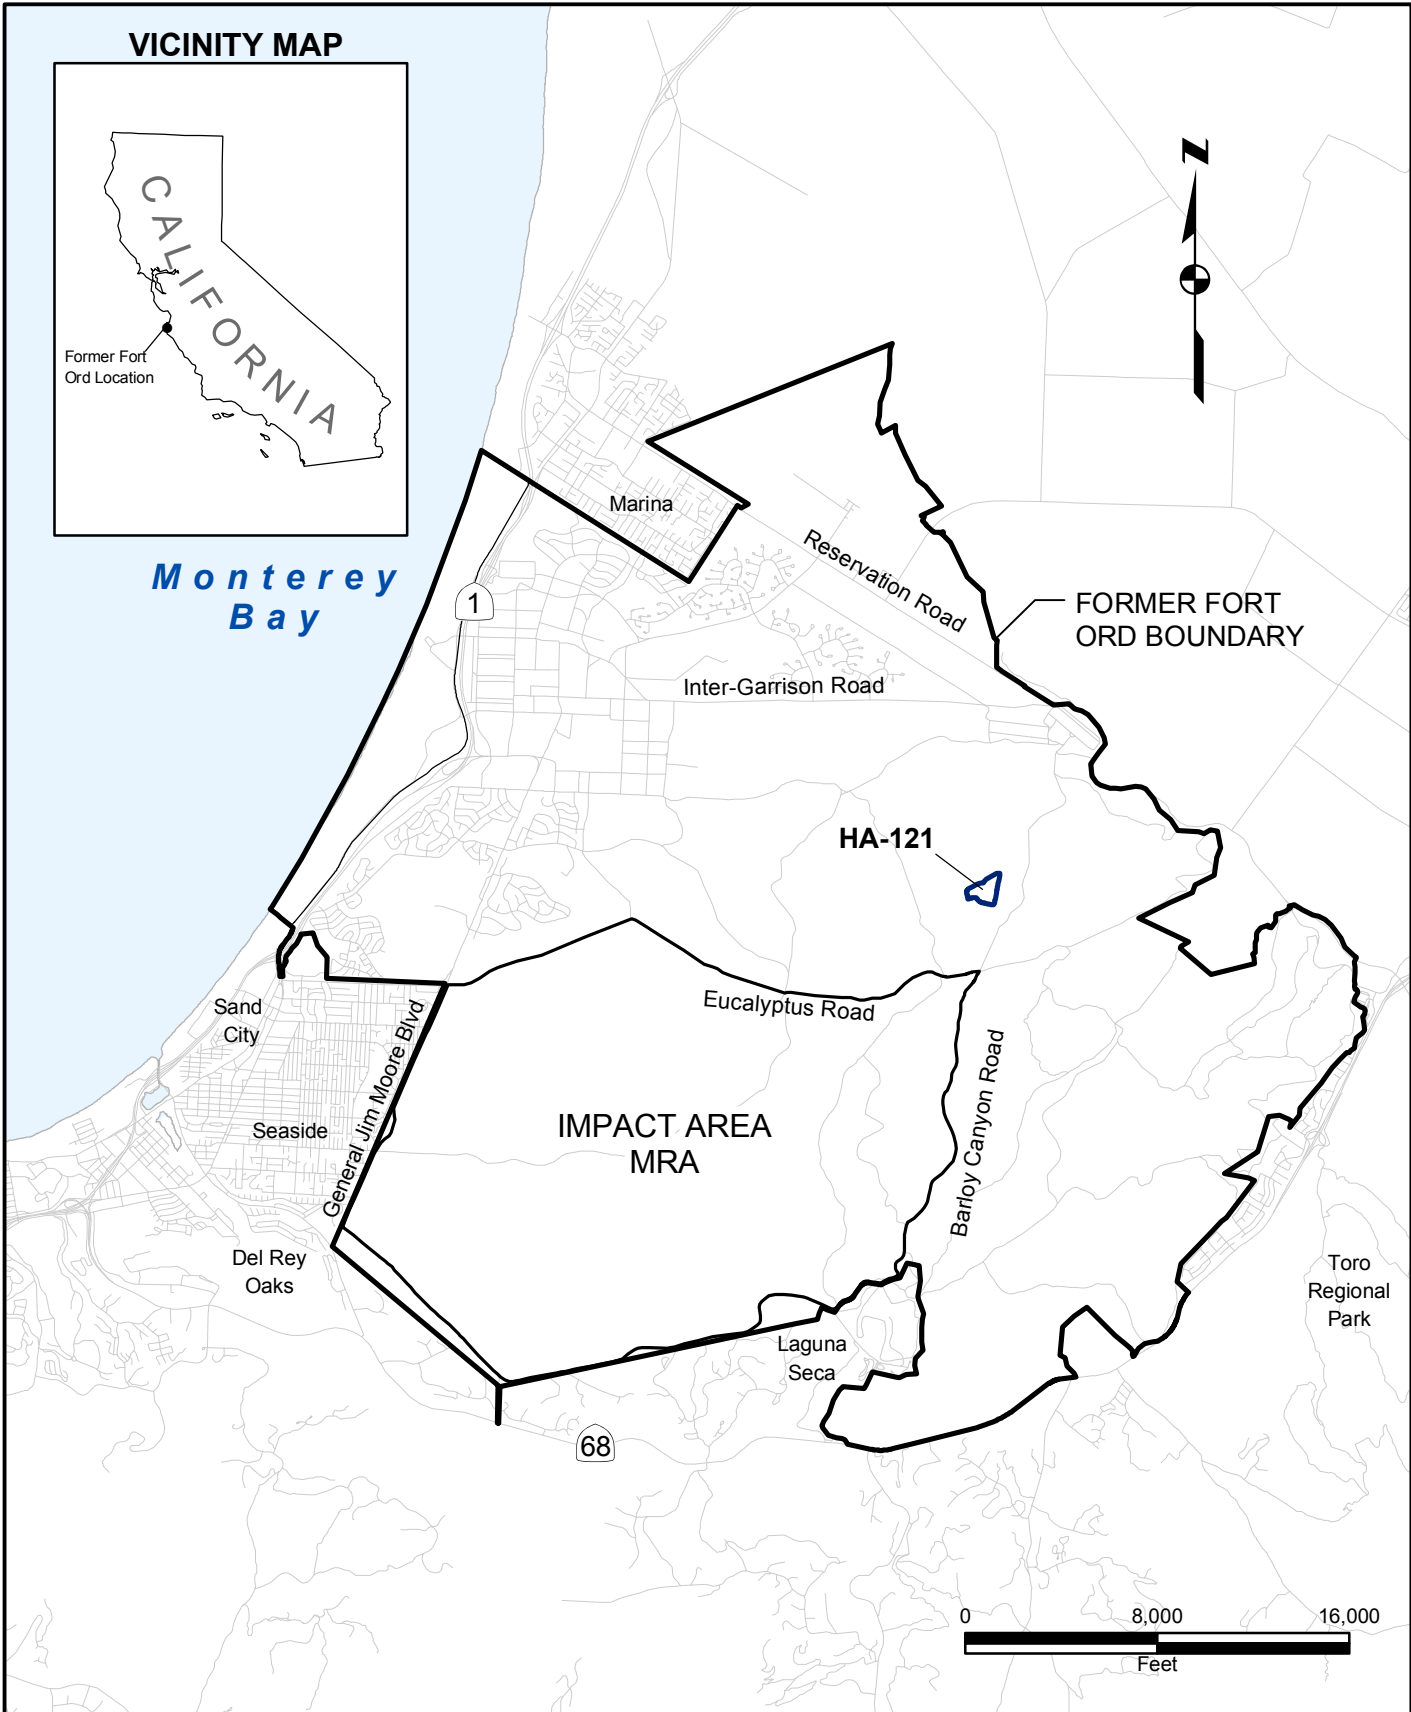 VICINITY MAP
CALIFORNIA
Former Fort
Ord Location
Monterey
Bay
N
Marina
1
Reservation Road
FORMER FORT
ORD BOUNDARY
Inter-Garrison Road
HA-121
Sand
City
General Jim Moore Blvd
Eucalyptus Road
Barloy Canyon Road
Seaside
IMPACT AREA
MRA
Del Rey
Oaks
Toro
Regional
Park
Laguna
Seca
68
0 8,000 16,000
Feet